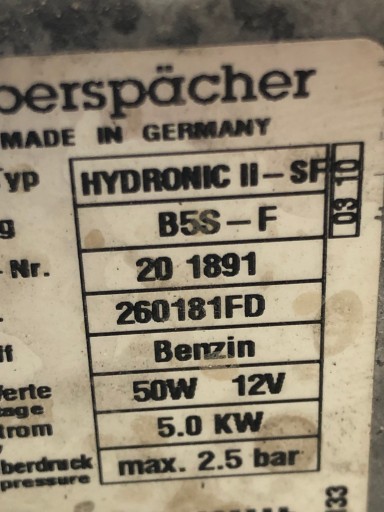 berspächer
MADE IN GERMANY
yp HYDRONIC II-SF
03 10
g B5S-F
Nr. 20 1891
260181FD
ff Benzin
erte 50W 12V
age
trom 5.0 KW
berdruck max. 2.5 bar
pressure
33